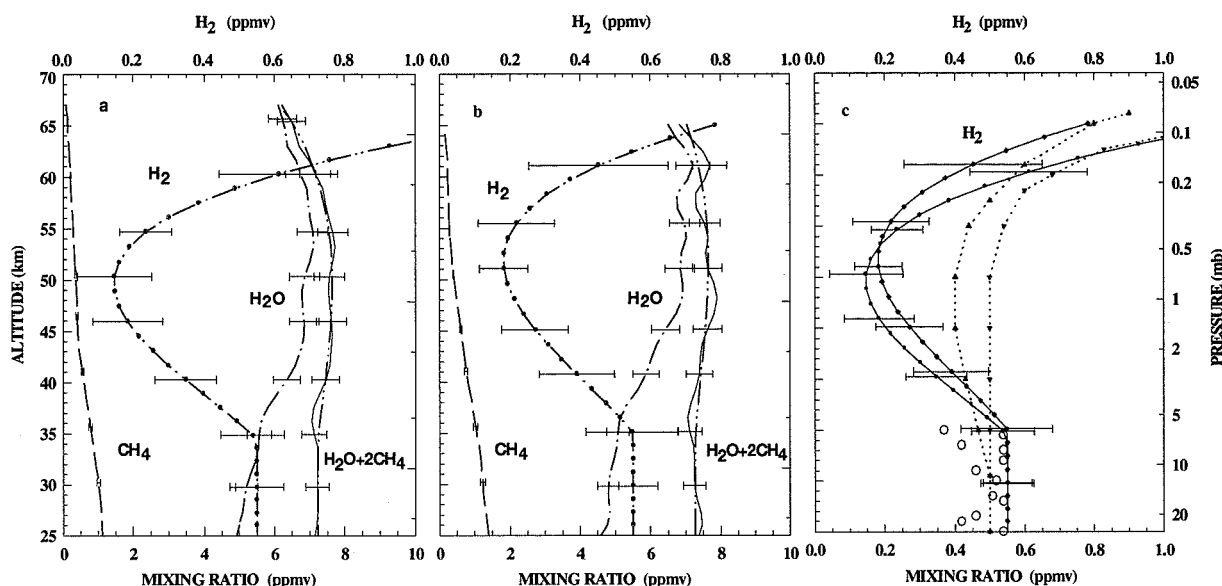 H2 (ppmv) H2 (ppmv) H2 (ppmv)
0.0 0.2 0.4 0.6 0.8 1.0 0.0 0.2 0.4 0.6 0.8 1.0 0.0 0.2 0.4 0.6 0.8 1.0
ALTITUDE (km)
70
65
60
55
50
45
40
35
30
25
a
H2
H2O
CH4
H2O+2CH4
0 2 4 6 8 10
MIXING RATIO (ppmv)
b
H2
H2O
CH4
H2O+2CH4
2 4 6 8 10
MIXING RATIO (ppmv)
c
H2
0.05
0.1
0.2
0.5
1
2
5
10
20
PRESSURE (mb)
0.0 0.2 0.4 0.6 0.8 1.0
MIXING RATIO (ppmv)